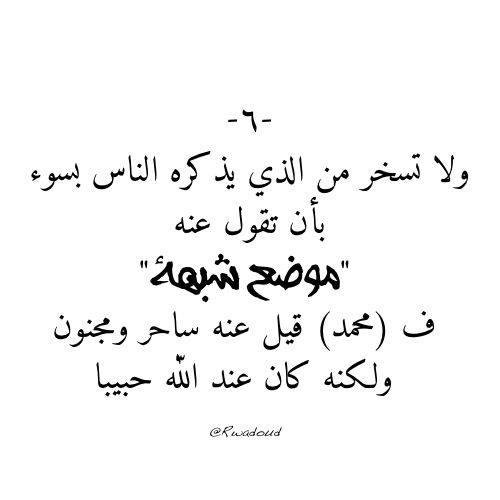 -٦-
ولا تسخر من الذي يذكره الناس بسوء
بأن تقول عنه
"موضع شبهة"
ف (محمد) قيل عنه ساحر ومجنون
ولكنه كان عند الله حبيبا
@Rwadoud